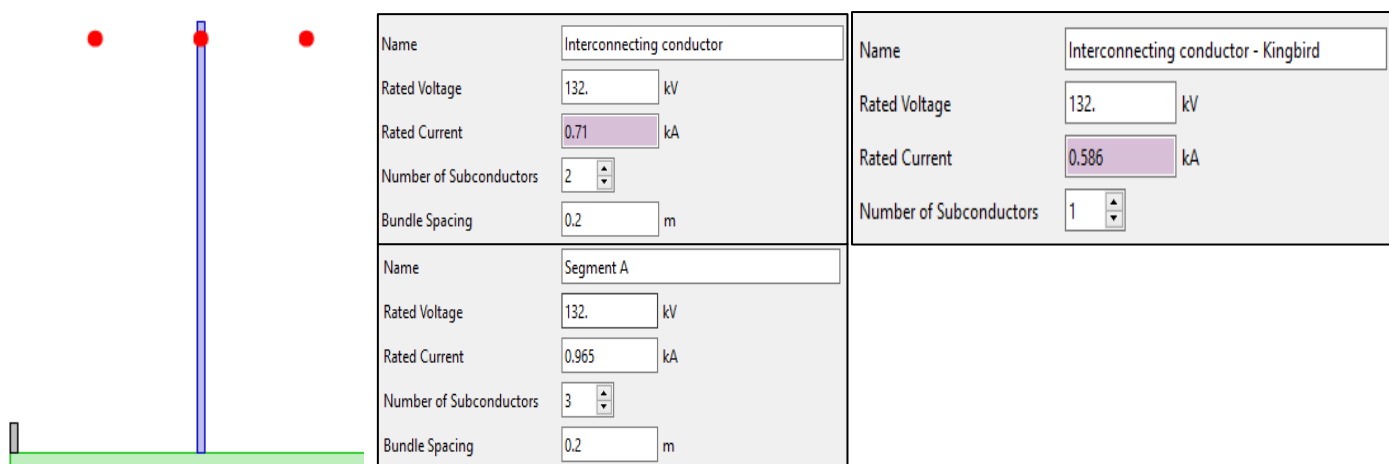 Name Interconnecting conductor
Rated Voltage 132. kV
Rated Current 0.71 kA
Number of Subconductors 2
Bundle Spacing 0.2 m
Name Segment A
Rated Voltage 132. kV
Rated Current 0.965 kA
Number of Subconductors 3
Bundle Spacing 0.2 m
Name Interconnecting conductor - Kingbird
Rated Voltage 132. kV
Rated Current 0.586 kA
Number of Subconductors 1